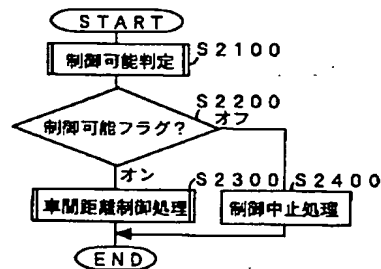 START
制御可能判定
S2100
S2200
制御可能フラグ?
オフ
オン
S2300
S2400
車間距離制御処理
制御中止処理
END